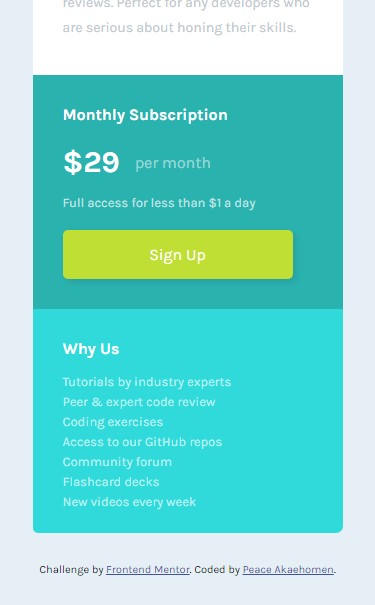 reviews. Perfect for any developers who
are serious about honing their skills.
Monthly Subscription
$29 per month
Full access for less than $1 a day
Sign Up
Why Us
Tutorials by industry experts
Peer & expert code review
Coding exercises
Access to our GitHub repos
Community forum
Flashcard decks
New videos every week
Challenge by Frontend Mentor. Coded by Peace Akaehomen.